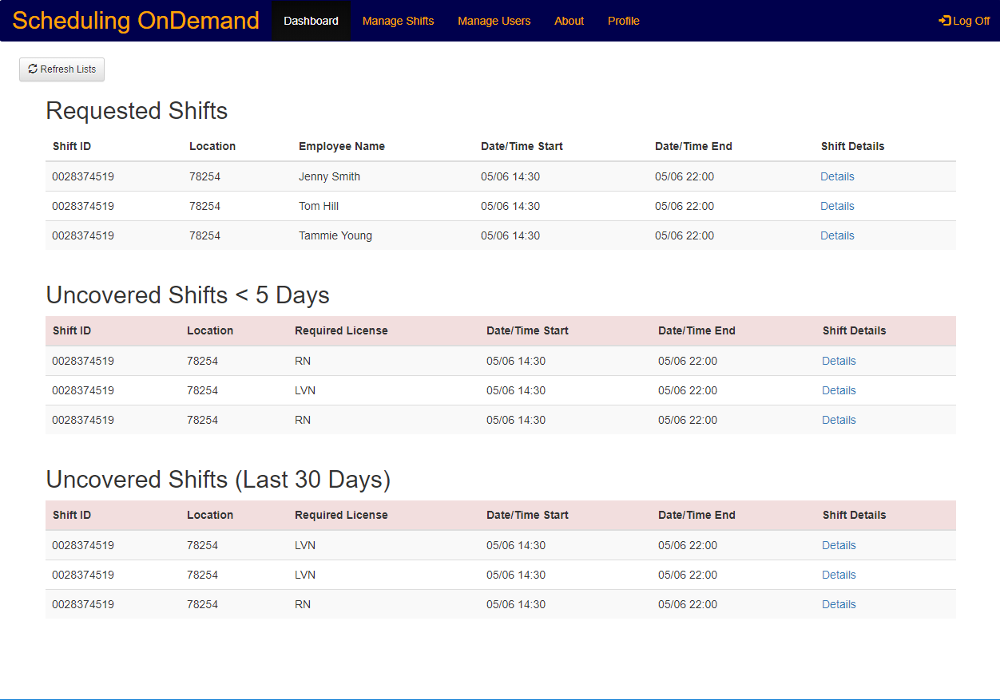 Scheduling OnDemand Dashboard Manage Shifts Manage Users About Profile Log Off
Refresh Lists
Requested Shifts
Shift ID Location Employee Name Date/Time Start Date/Time End Shift Details
0028374519 78254 Jenny Smith 05/06 14:30 05/06 22:00 Details
0028374519 78254 Tom Hill 05/06 14:30 05/06 22:00 Details
0028374519 78254 Tammie Young 05/06 14:30 05/06 22:00 Details
Uncovered Shifts < 5 Days
Shift ID Location Required License Date/Time Start Date/Time End Shift Details
0028374519 78254 RN 05/06 14:30 05/06 22:00 Details
0028374519 78254 LVN 05/06 14:30 05/06 22:00 Details
0028374519 78254 RN 05/06 14:30 05/06 22:00 Details
Uncovered Shifts (Last 30 Days)
Shift ID Location Required License Date/Time Start Date/Time End Shift Details
0028374519 78254 LVN 05/06 14:30 05/06 22:00 Details
0028374519 78254 LVN 05/06 14:30 05/06 22:00 Details
0028374519 78254 RN 05/06 14:30 05/06 22:00 Details